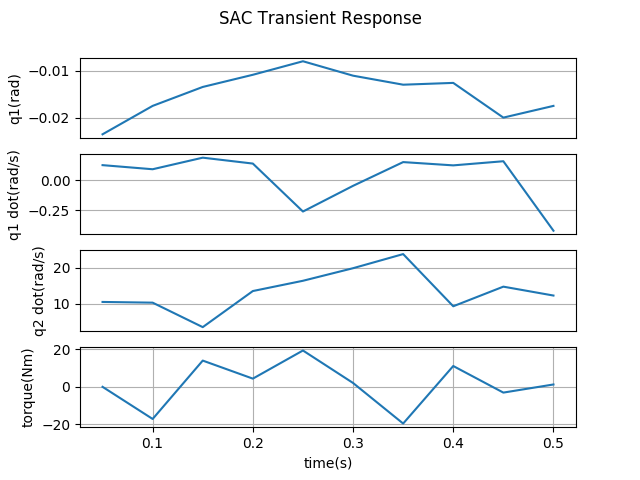 SAC Transient Response
q1(rad)
−0.01
−0.02
q1 dot(rad/s)
0.00
−0.25
q2 dot(rad/s)
20
10
torque(Nm)
20
0
−20
0.1 0.2 0.3 0.4 0.5
time(s)